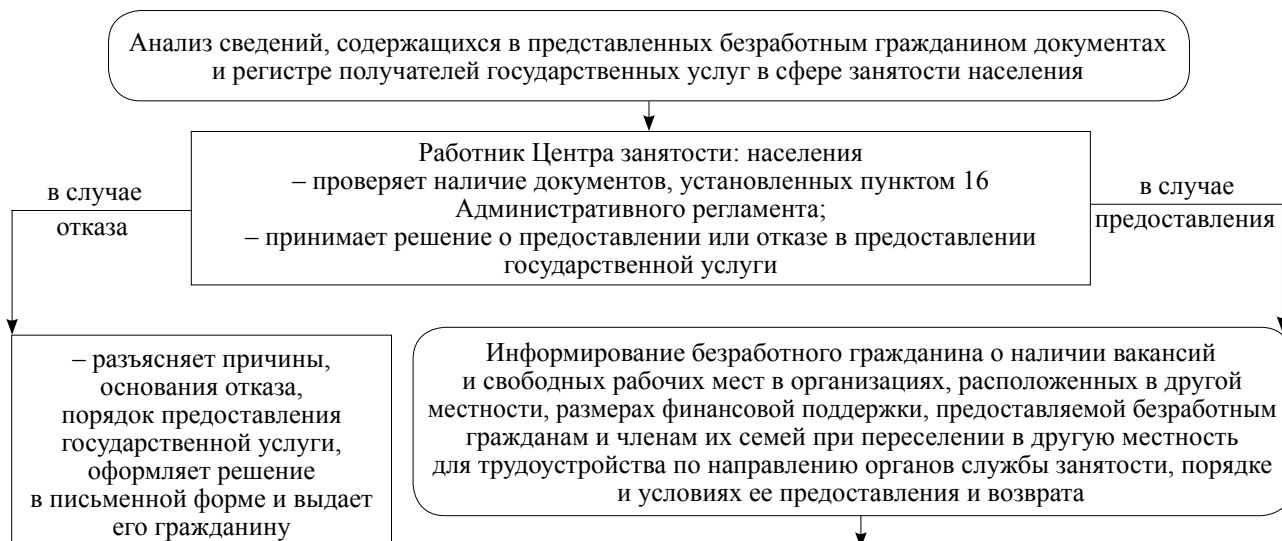 Анализ сведений, содержащихся в представленных безработным гражданином документах
и регистре получателей государственных услуг в сфере занятости населения
Работник Центра занятости: населения
– проверяет наличие документов, установленных пунктом 16
Административного регламента;
– принимает решение о предоставлении или отказе в предоставлении
государственной услуги
в случае
отказа
в случае
предоставления
– разъясняет причины,
основания отказа,
порядок предоставления
государственной услуги,
оформляет решение
в письменной форме и выдает
его гражданину
Информирование безработного гражданина о наличии вакансий
и свободных рабочих мест в организациях, расположенных в другой
местности, размерах финансовой поддержки, предоставляемой безработным
гражданам и членам их семей при переселении в другую местность
для трудоустройства по направлению органов службы занятости, порядке
и условиях ее предоставления и возврата